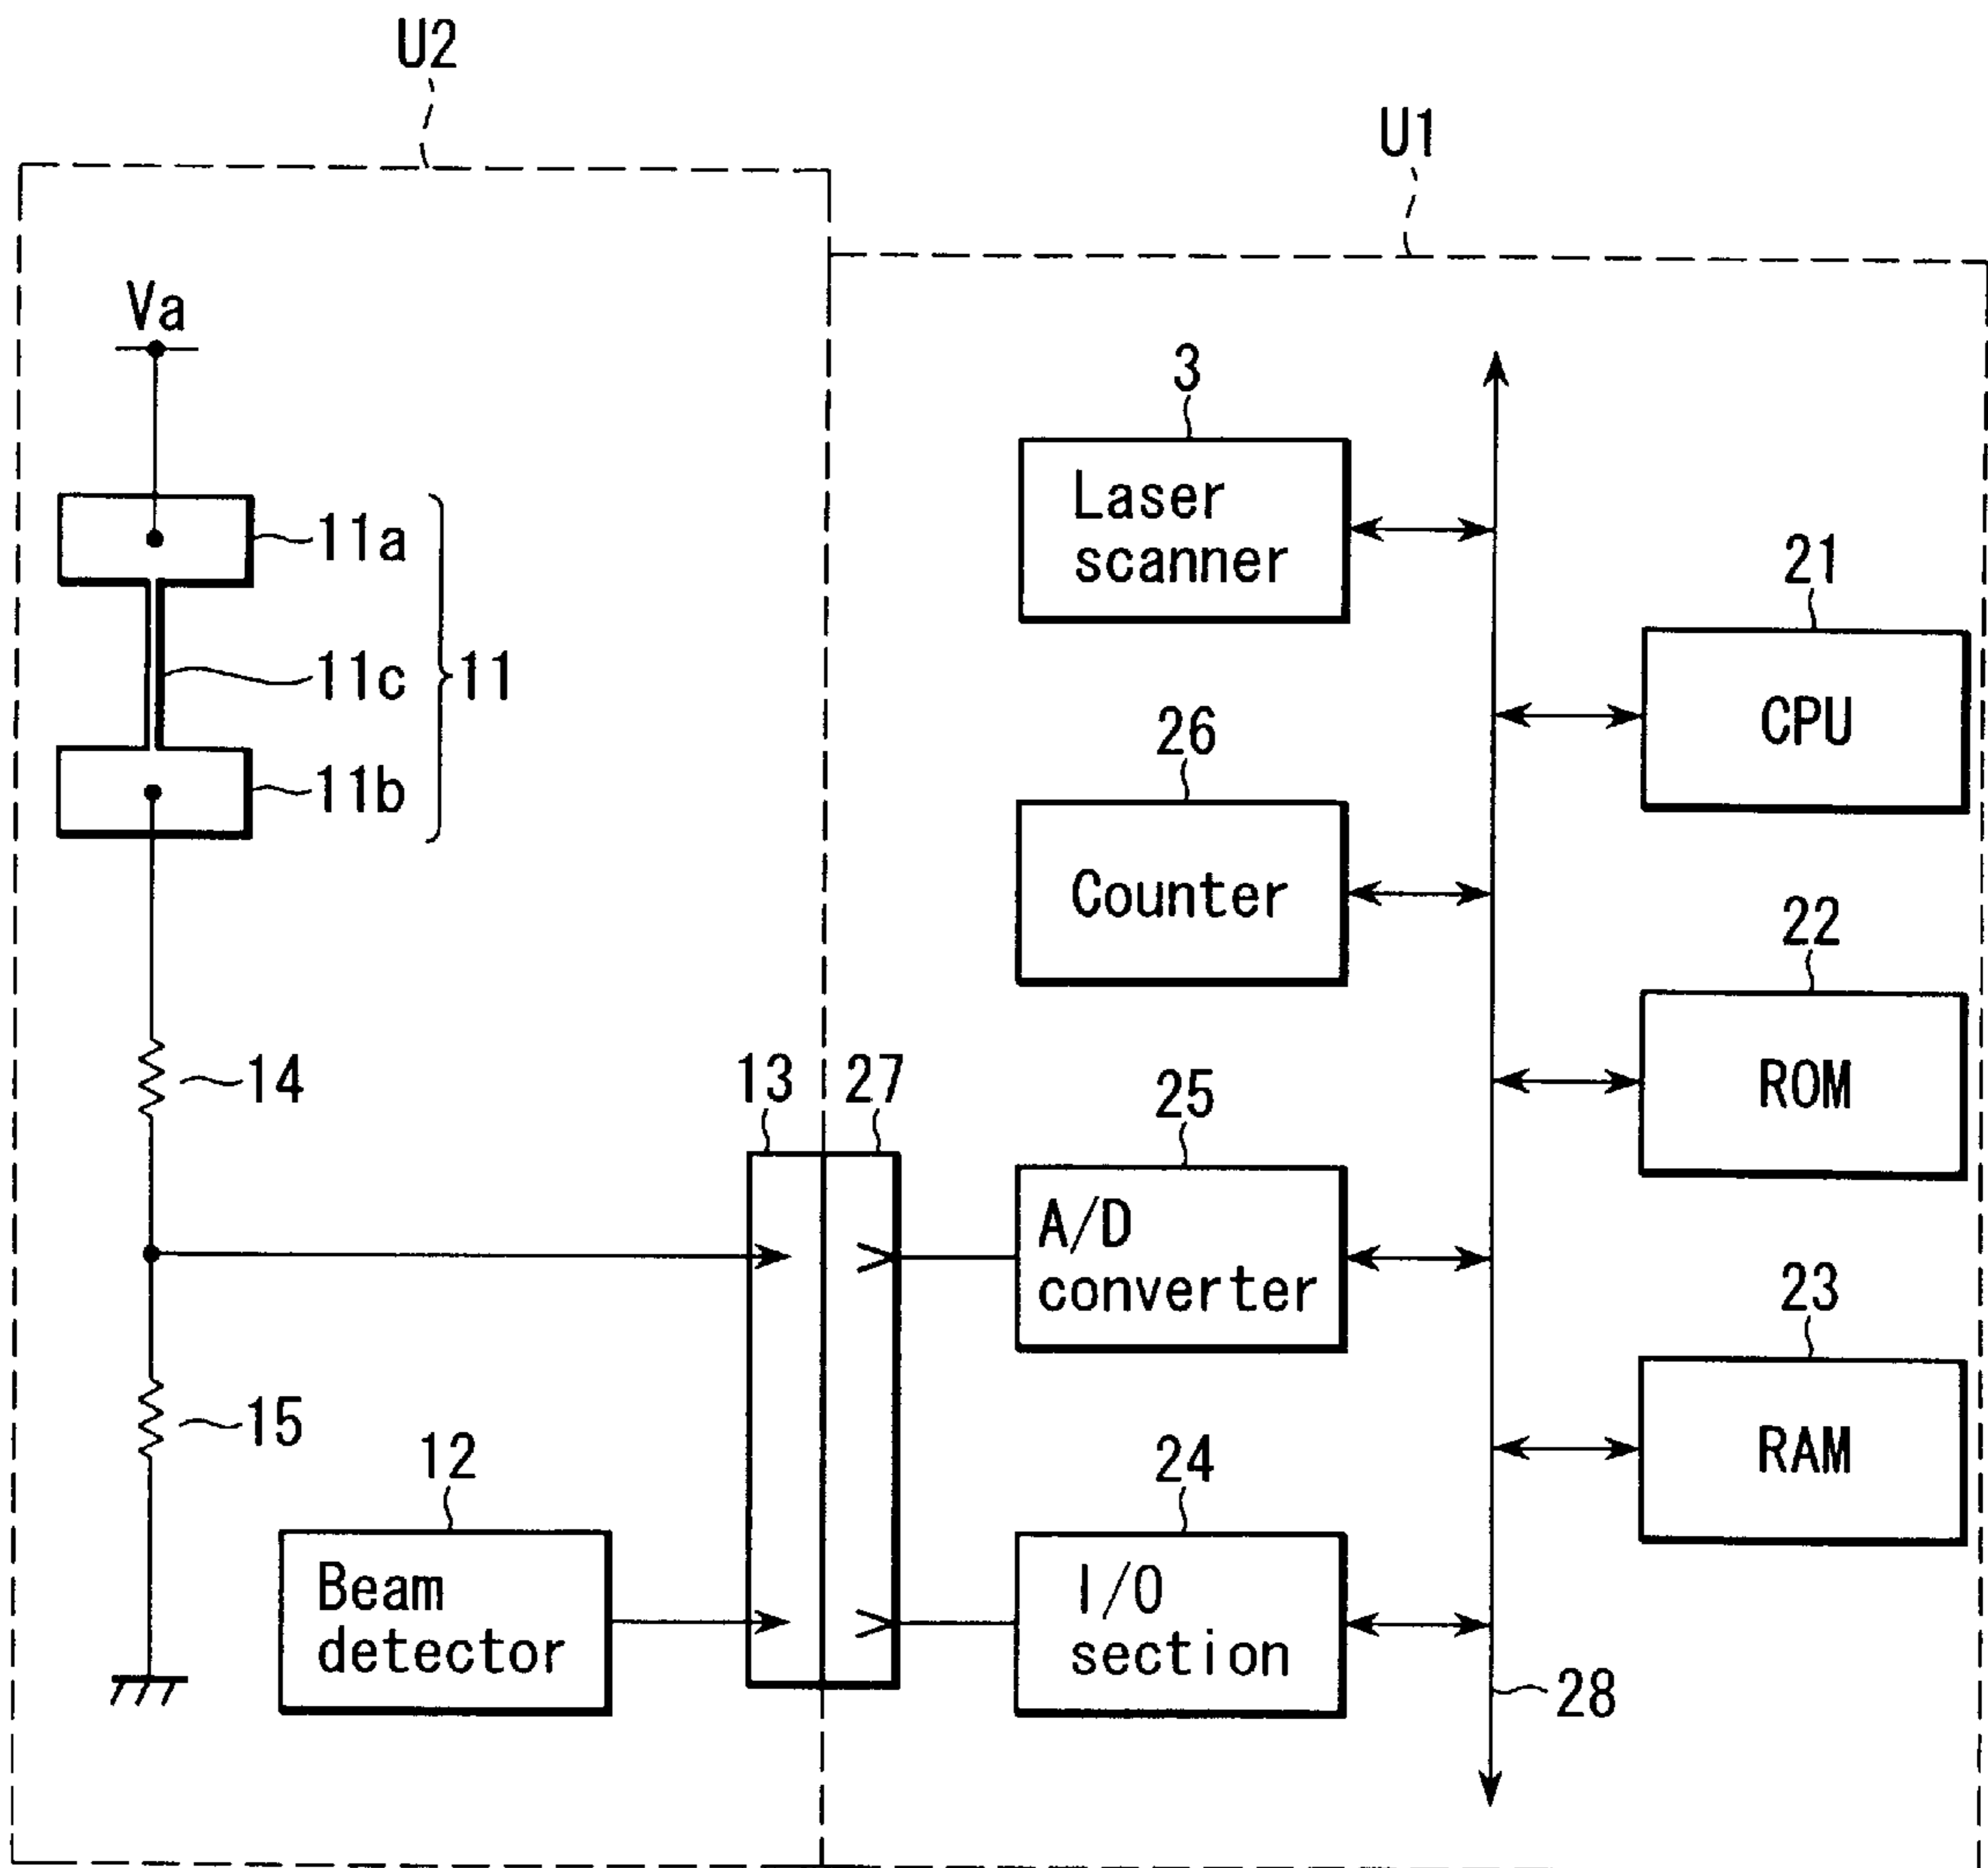 U2
U1
Va
3
Laser
scanner
11a
21
11c
11
CPU
26
11b
Counter
22
14
13
27
25
ROM
A/D
converter
23
15
12
24
RAM
Beam
detector
I/O
section
28